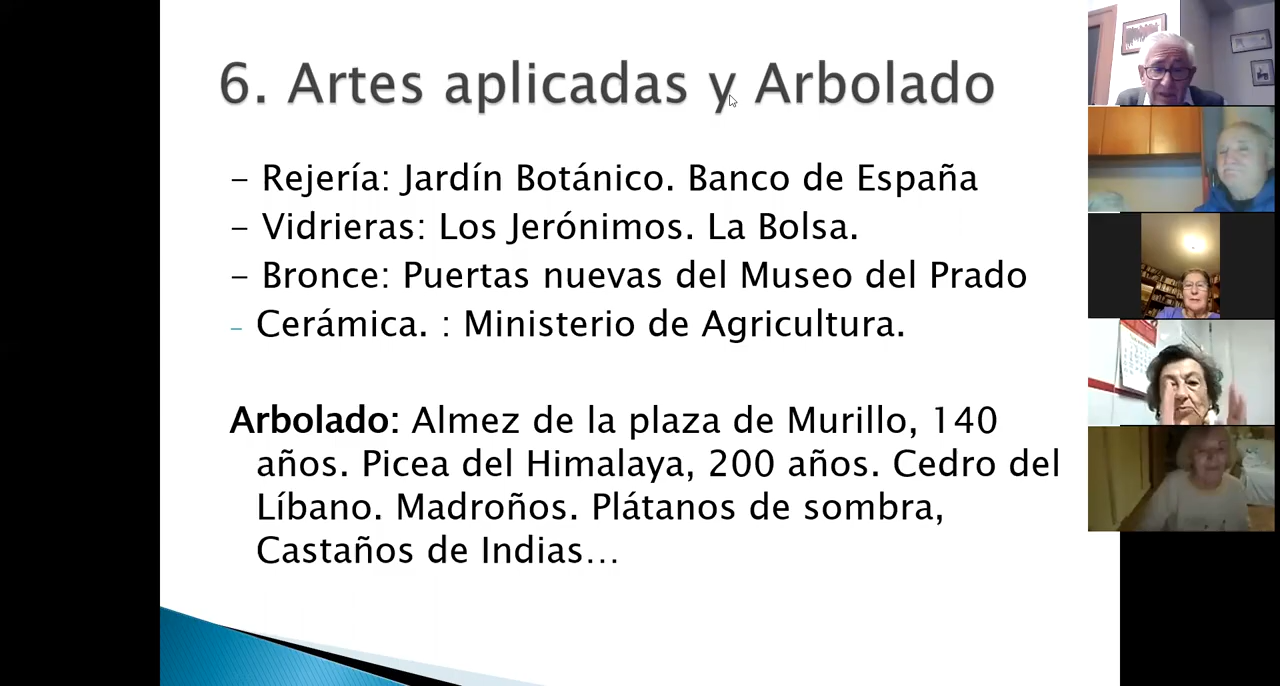 6. Artes aplicadas y Arbolado
– Rejería: Jardín Botánico. Banco de España
– Vidrieras: Los Jerónimos. La Bolsa.
– Bronce: Puertas nuevas del Museo del Prado
– Cerámica. : Ministerio de Agricultura.
Arbolado: Almez de la plaza de Murillo, 140
años. Picea del Himalaya, 200 años. Cedro del
Líbano. Madroños. Plátanos de sombra,
Castaños de Indias…